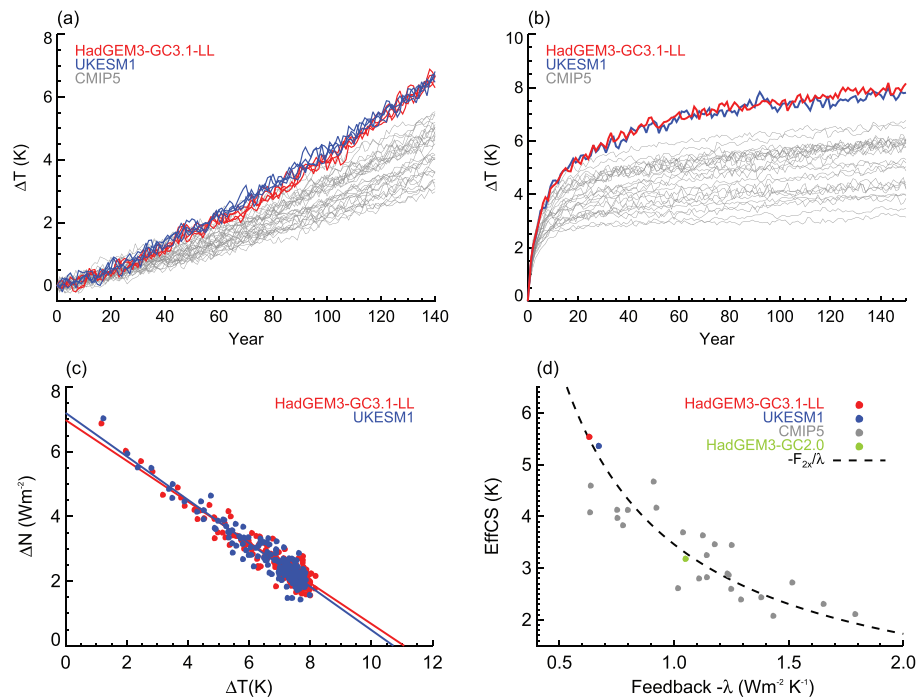 (a)
HadGEM3-GC3.1-LL
UKESM1
CMIP5
ΔT (K)
8
6
4
2
0
0 20 40 60 80 100 120 140
Year
(b)
HadGEM3-GC3.1-LL
UKESM1
CMIP5
ΔT (K)
10
8
6
4
2
0
0 20 40 60 80 100 120 140
Year
(c)
HadGEM3-GC3.1-LL
UKESM1
ΔN (Wm⁻²)
8
6
4
2
0
0 2 4 6 8 10 12
ΔT(K)
(d)
HadGEM3-GC3.1-LL
UKESM1
CMIP5
HadGEM3-GC2.0
-F₂ₓ/λ
EffCS (K)
6
5
4
3
2
0.5 1.0 1.5 2.0
Feedback -λ (Wm⁻² K⁻¹)